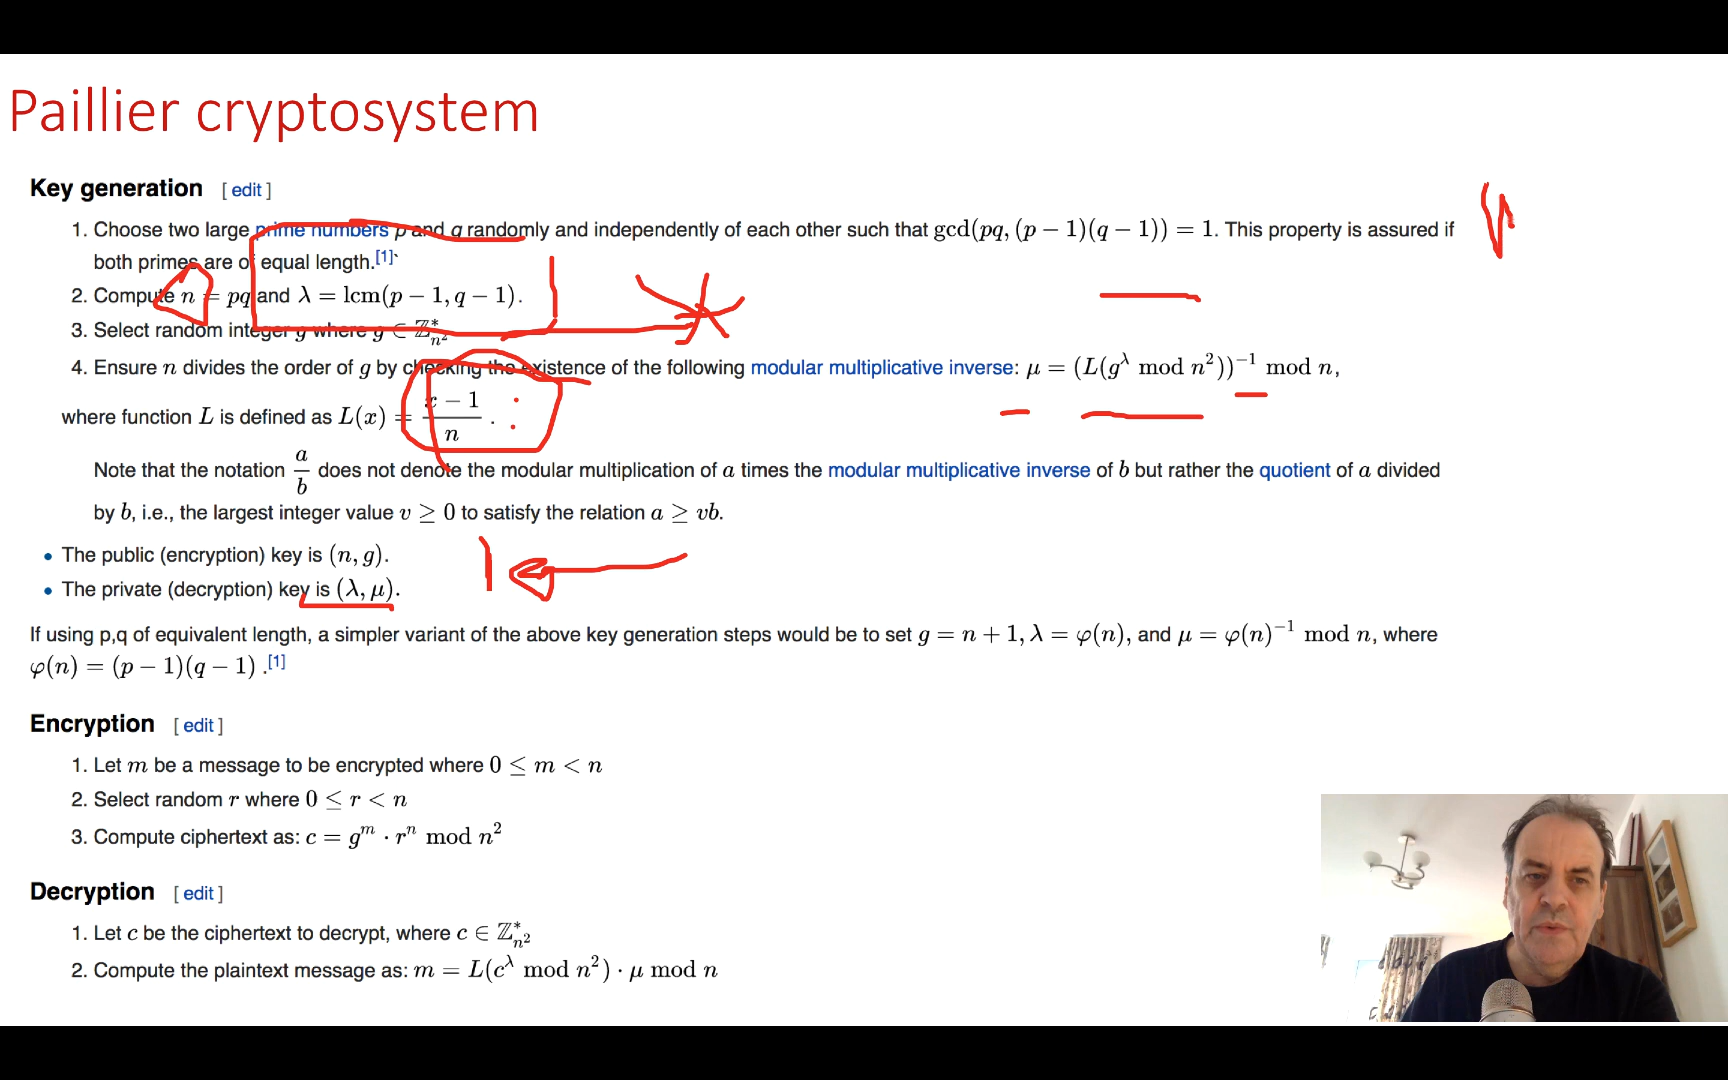 Paillier cryptosystem
Key generation [ edit ]
1. Choose two large prime numbers p and q randomly and independently of each other such that gcd(pq, (p − 1)(q − 1)) = 1. This property is assured if
both primes are of equal length.[1]
2. Compute n = pq and λ = lcm(p − 1, q − 1).
3. Select random integer g where g ∈ ℤ*ₙ²
4. Ensure n divides the order of g by checking the existence of the following modular multiplicative inverse: μ = (L(g^λ mod n²))⁻¹ mod n,
where function L is defined as L(x) = (x − 1)/n .
Note that the notation a/b does not denote the modular multiplication of a times the modular multiplicative inverse of b but rather the quotient of a divided
by b, i.e., the largest integer value v ≥ 0 to satisfy the relation a ≥ vb.
• The public (encryption) key is (n, g).
• The private (decryption) key is (λ, μ).
If using p,q of equivalent length, a simpler variant of the above key generation steps would be to set g = n + 1, λ = φ(n), and μ = φ(n)⁻¹ mod n, where
φ(n) = (p − 1)(q − 1) .[1]
Encryption [ edit ]
1. Let m be a message to be encrypted where 0 ≤ m < n
2. Select random r where 0 ≤ r < n
3. Compute ciphertext as: c = g^m · r^n mod n²
Decryption [ edit ]
1. Let c be the ciphertext to decrypt, where c ∈ ℤ*ₙ²
2. Compute the plaintext message as: m = L(c^λ mod n²) · μ mod n